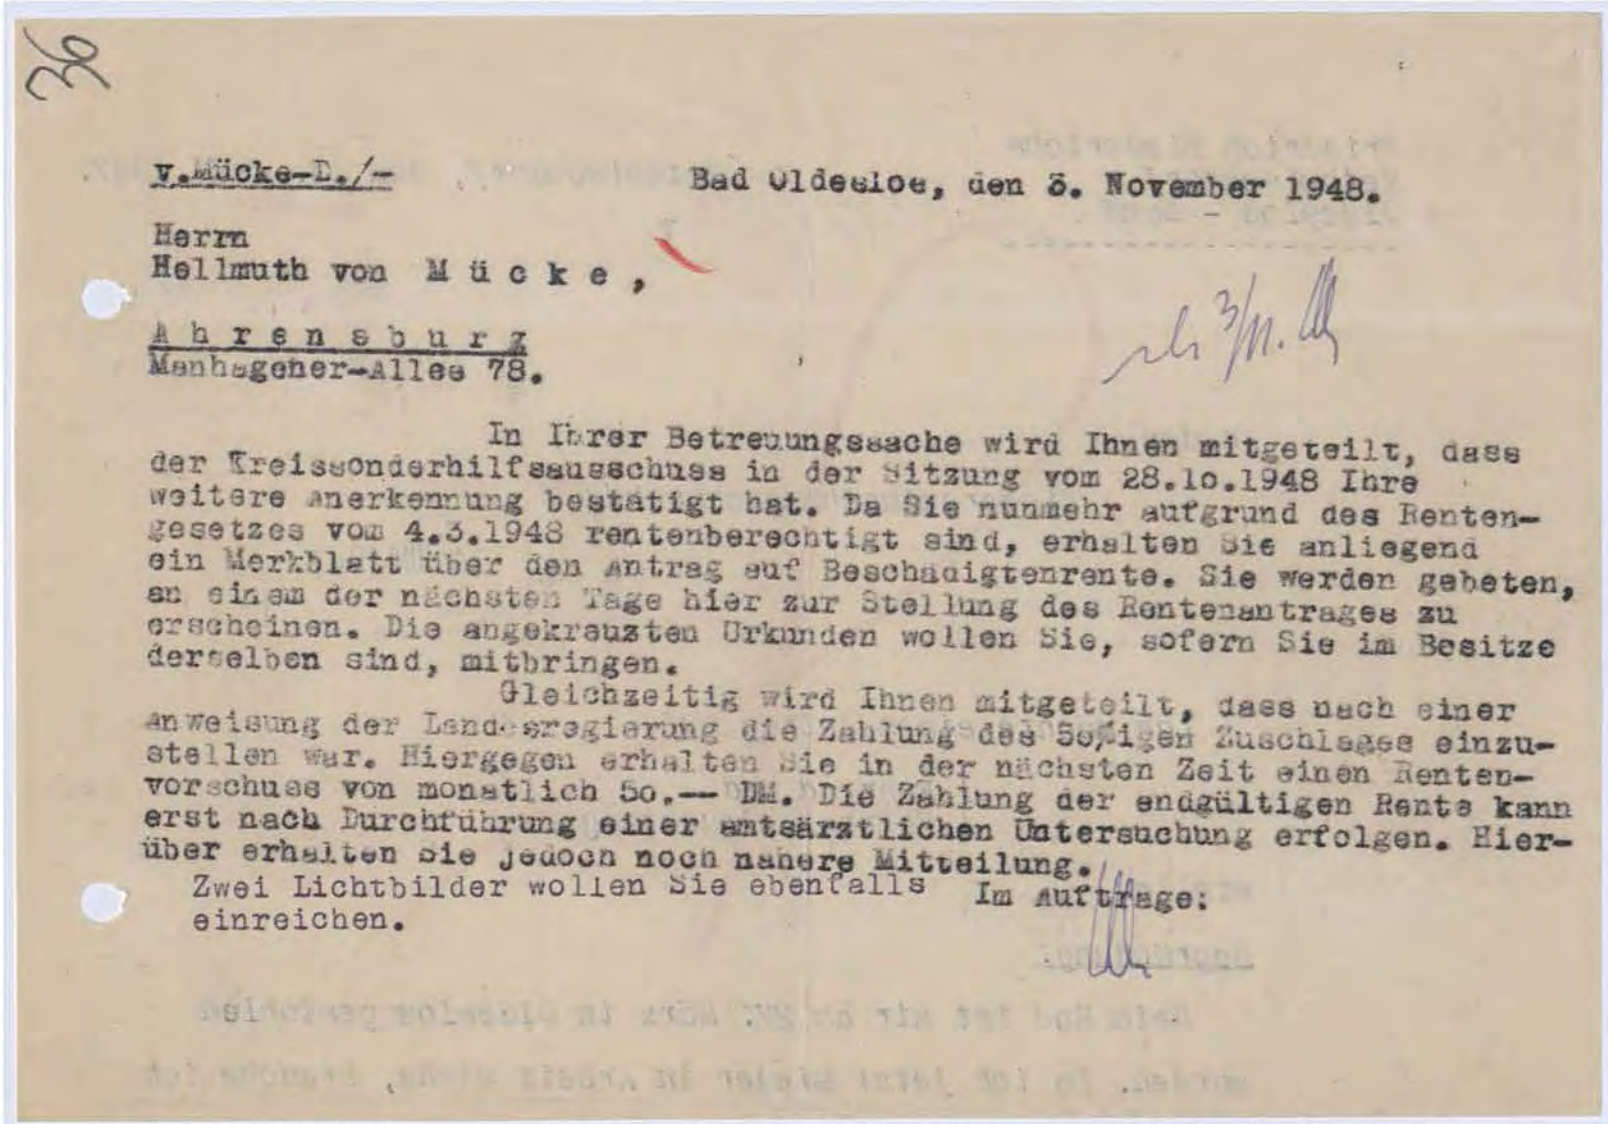 36
v.Mücke-D./-
Bad Oldesloe, den 8. November 1948.
Herrn
Hellmuth von M ü c k e ,
A h r e n s b u r g
Manhagener-Allee 78.
3/11.
In Ihrer Betreuungssache wird Ihnen mitgeteilt, dass
der Kreissonderhilfsausschuss in der Sitzung vom 28.10.1948 Ihre
weitere Anerkennung bestätigt hat. Da Sie nunmehr aufgrund des Renten-
gesetzes vom 4.3.1948 rentenberechtigt sind, erhalten Sie anliegend
ein Merkblatt über den Antrag auf Beschädigtenrente. Sie werden gebeten,
an einem der nächsten Tage hier zur Stellung des Rentenantrages zu
erscheinen. Die angekreuzten Urkunden wollen Sie, sofern Sie im Besitze
derselben sind, mitbringen.
Gleichzeitig wird Ihnen mitgeteilt, dass nach einer
Anweisung der Landesregierung die Zahlung des 50%igen Zuschlages einzu-
stellen war. Hiergegen erhalten Sie in der nächsten Zeit einen Renten-
vorschuss von monatlich 50.-- DM. Die Zahlung der endgültigen Rente kann
erst nach Durchführung einer amtsärztlichen Untersuchung erfolgen. Hier-
über erhalten Sie jedoch noch nähere Mitteilung.
Zwei Lichtbilder wollen Sie ebenfalls
einreichen.
Im Auftrage: